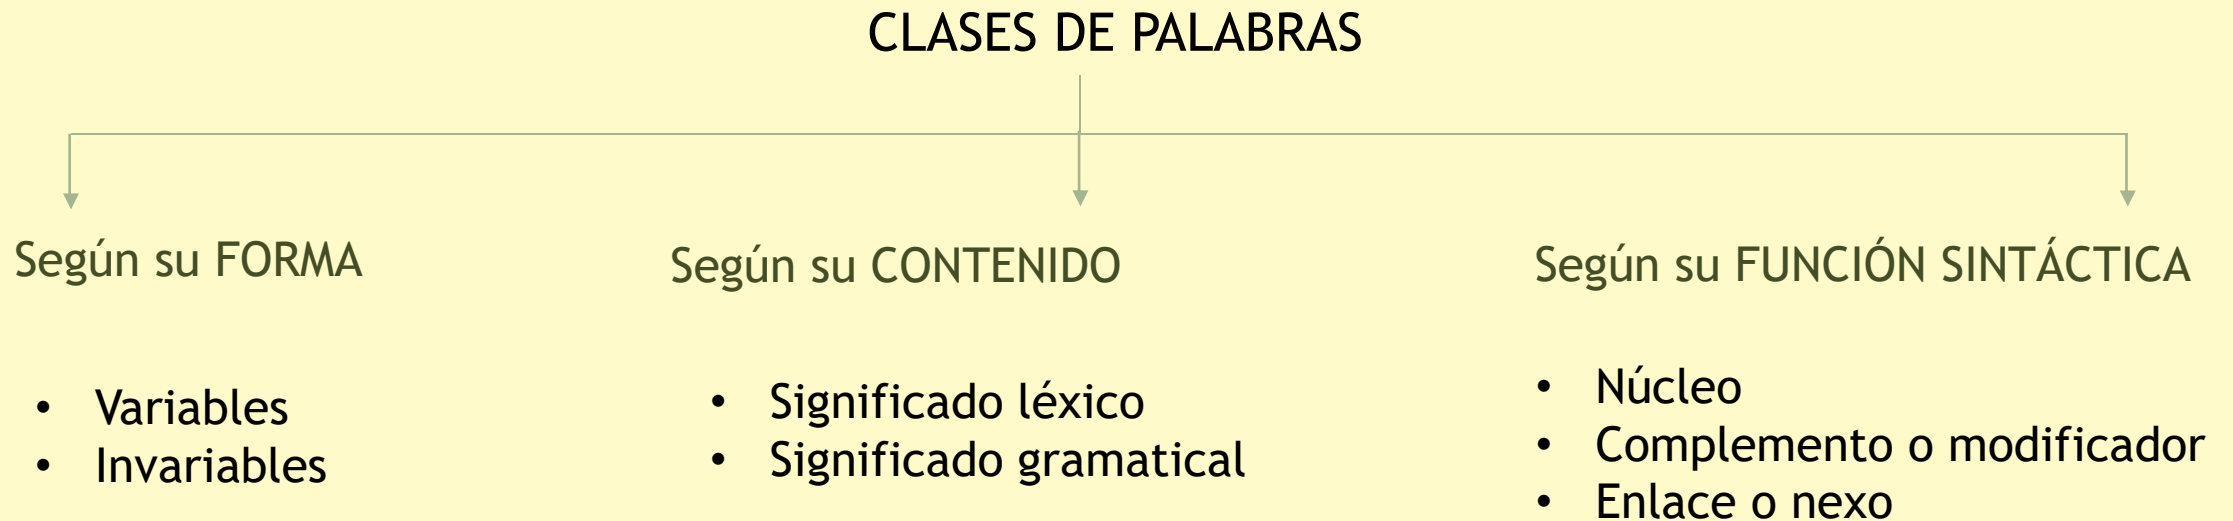 CLASES DE PALABRAS
Según su FORMA
• Variables
• Invariables
Según su CONTENIDO
• Significado léxico
• Significado gramatical
Según su FUNCIÓN SINTÁCTICA
• Núcleo
• Complemento o modificador
• Enlace o nexo